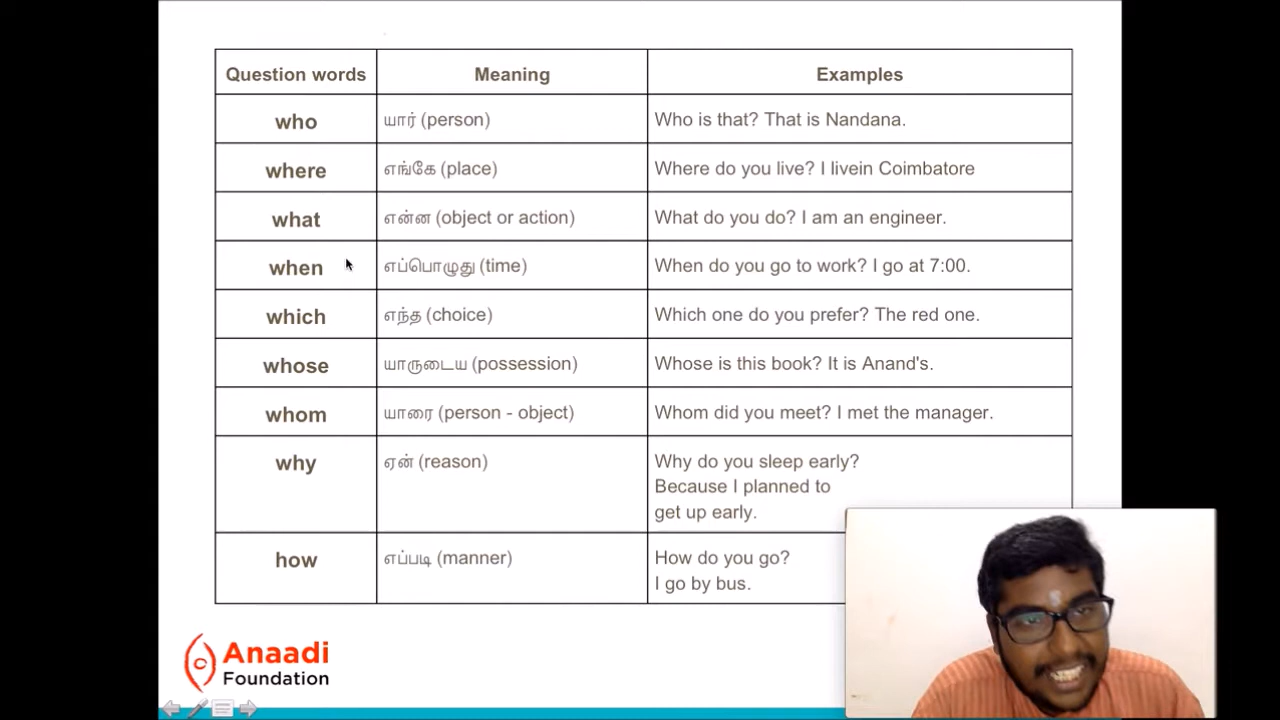 Question words Meaning Examples
who யார் (person) Who is that? That is Nandana.
where எங்கே (place) Where do you live? I livein Coimbatore
what என்ன (object or action) What do you do? I am an engineer.
when எப்பொழுது (time) When do you go to work? I go at 7:00.
which எந்த (choice) Which one do you prefer? The red one.
whose யாருடைய (possession) Whose is this book? It is Anand's.
whom யாரை (person - object) Whom did you meet? I met the manager.
why ஏன் (reason) Why do you sleep early?
Because I planned to
get up early.
how எப்படி (manner) How do you go?
I go by bus.
Anaadi
Foundation